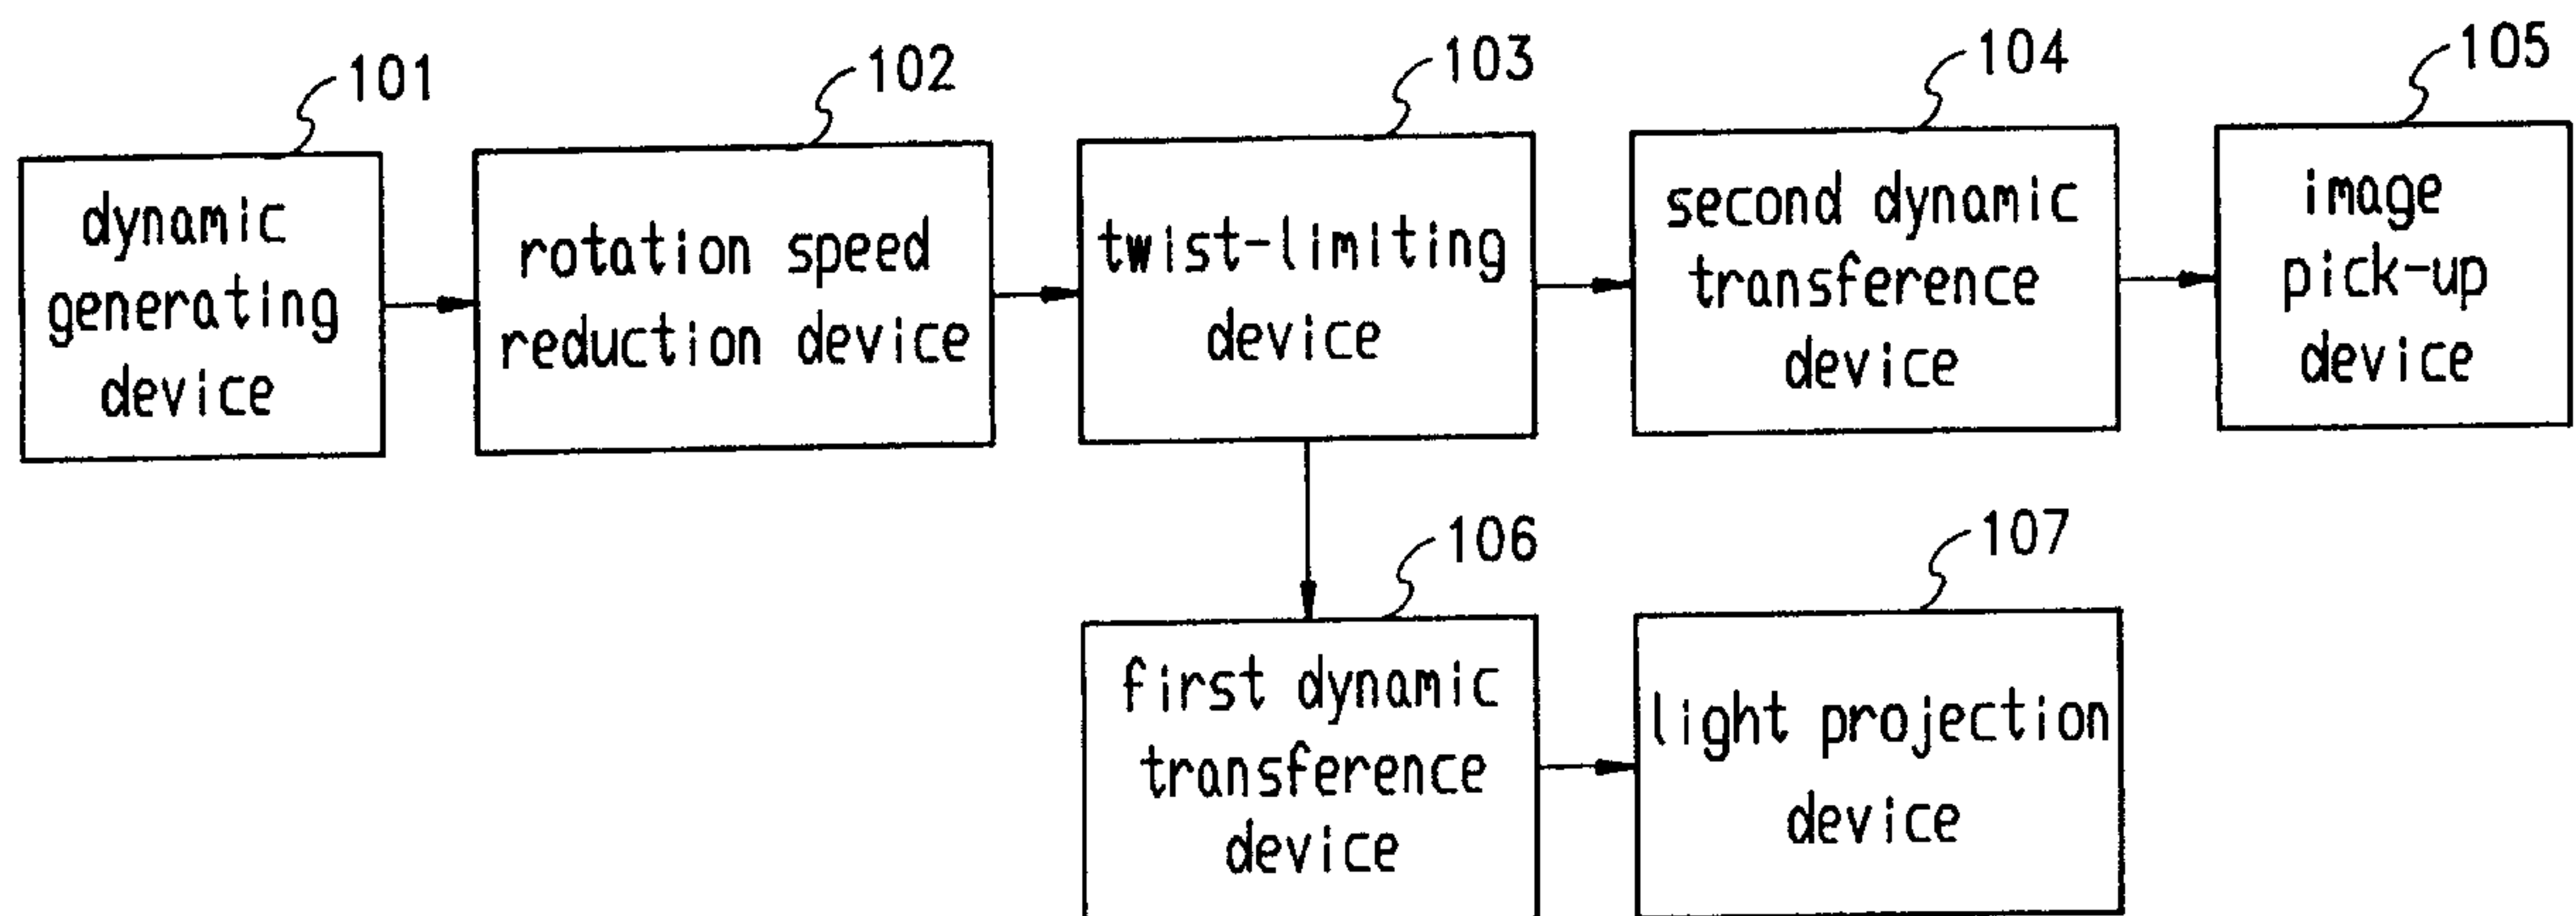 101
dynamic
generating
device
102
rotation speed
reduction device
103
twist-limiting
device
104
second dynamic
transference
device
105
image
pick-up
device
106
first dynamic
transference
device
107
light projection
device